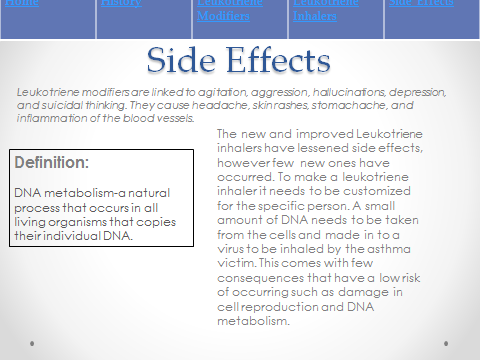 Home
History
Leukotriene
Modifiers
Leukotriene
Inhalers
Side Effects
Side Effects
Leukotriene modifiers are linked to agitation, aggression, hallucinations, depression,
and suicidal thinking. They cause headache, skin rashes, stomachache, and
inflammation of the blood vessels.
Definition:
DNA metabolism-a natural
process that occurs in all
living organisms that copies
their individual DNA.
The new and improved Leukotriene
inhalers have lessened side effects,
however few new ones have
occurred. To make a leukotriene
inhaler it needs to be customized
for the specific person. A small
amount of DNA needs to be taken
from the cells and made in to a
virus to be inhaled by the asthma
victim. This comes with few
consequences that have a low risk
of occurring such as damage in
cell reproduction and DNA
metabolism.